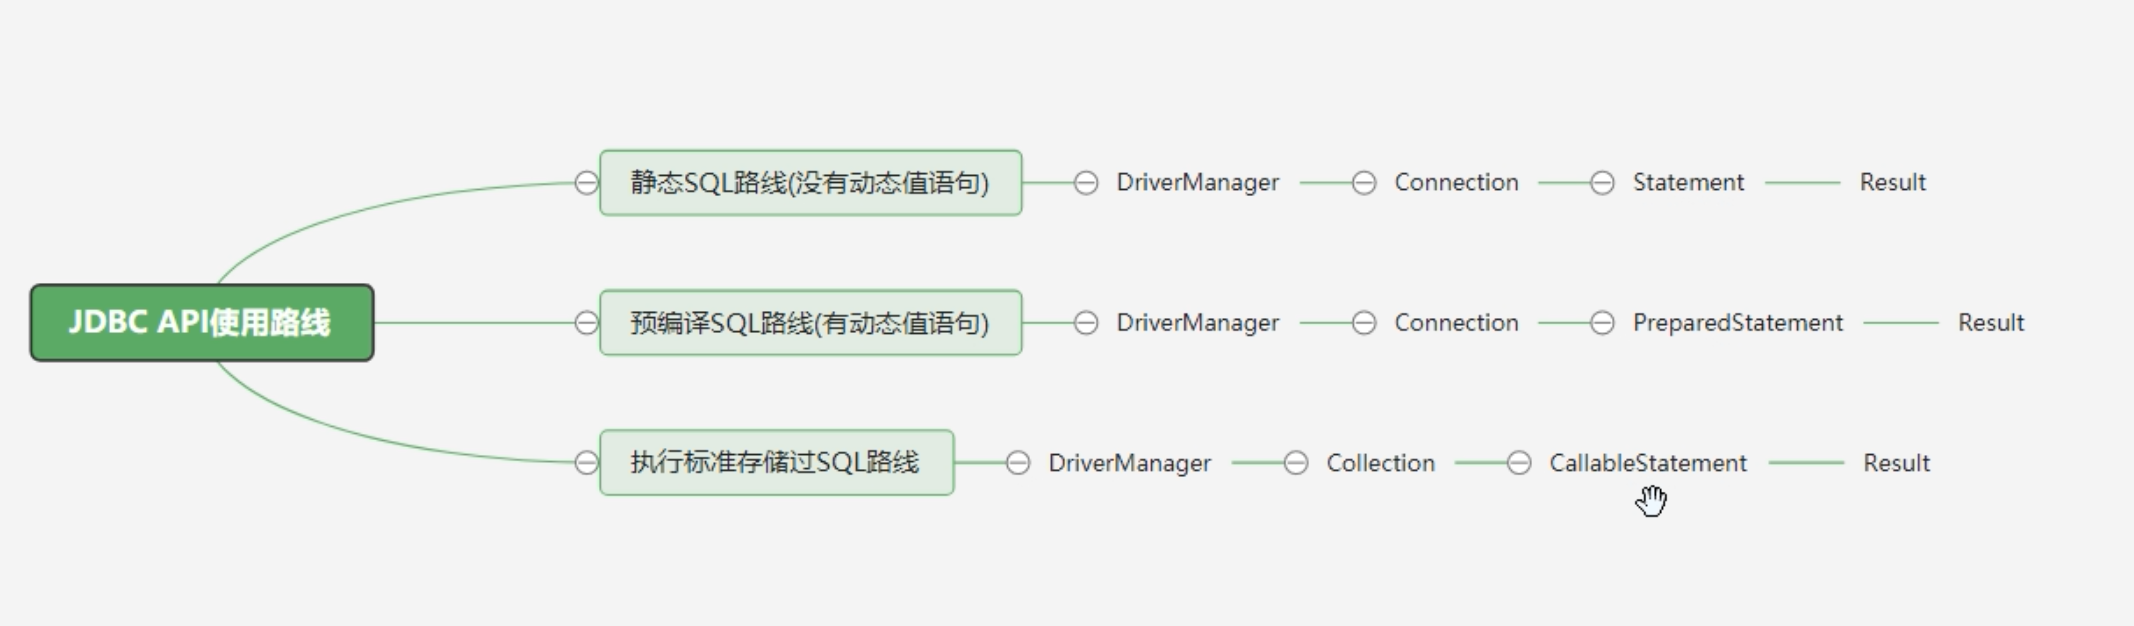 JDBC API使用路线
静态SQL路线(没有动态值语句) DriverManager Connection Statement Result
预编译SQL路线(有动态值语句) DriverManager Connection PreparedStatement Result
执行标准存储过SQL路线 DriverManager Collection CallableStatement Result